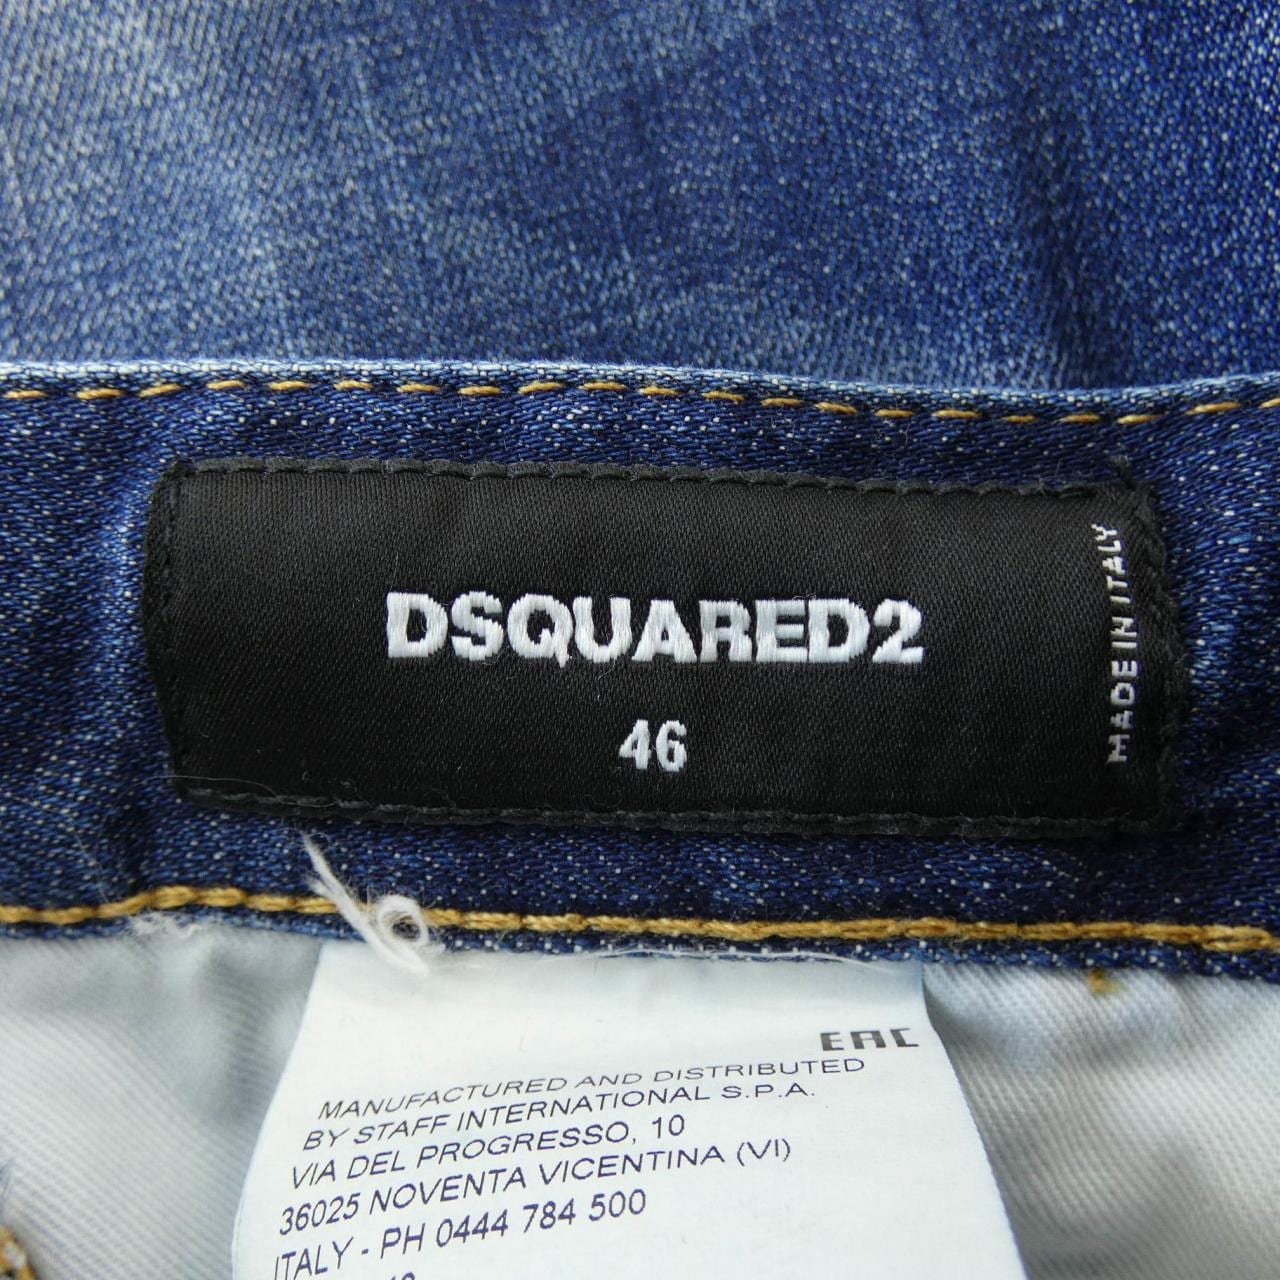 DSQUARED2
46
MADE IN ITALY
EAC
MANUFACTURED AND DISTRIBUTED
BY STAFF INTERNATIONAL S.P.A.
VIA DEL PROGRESSO, 10
36025 NOVENTA VICENTINA (VI)
ITALY - PH 0444 784 500